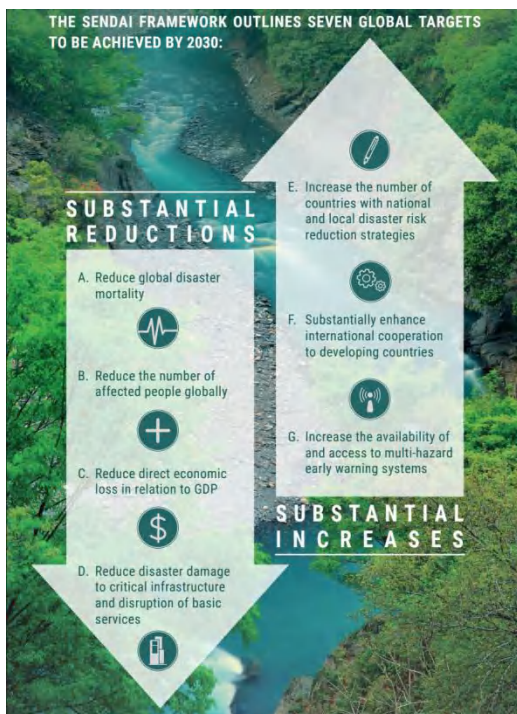 THE SENDAI FRAMEWORK OUTLINES SEVEN GLOBAL TARGETS
TO BE ACHIEVED BY 2030:
SUBSTANTIAL
REDUCTIONS
A. Reduce global disaster
mortality
B. Reduce the number of
affected people globally
C. Reduce direct economic
loss in relation to GDP
$
D. Reduce disaster damage
to critical infrastructure
and disruption of basic
services
E. Increase the number of
countries with national
and local disaster risk
reduction strategies
F. Substantially enhance
international cooperation
to developing countries
G. Increase the availability of
and access to multi-hazard
early warning systems
SUBSTANTIAL
INCREASES